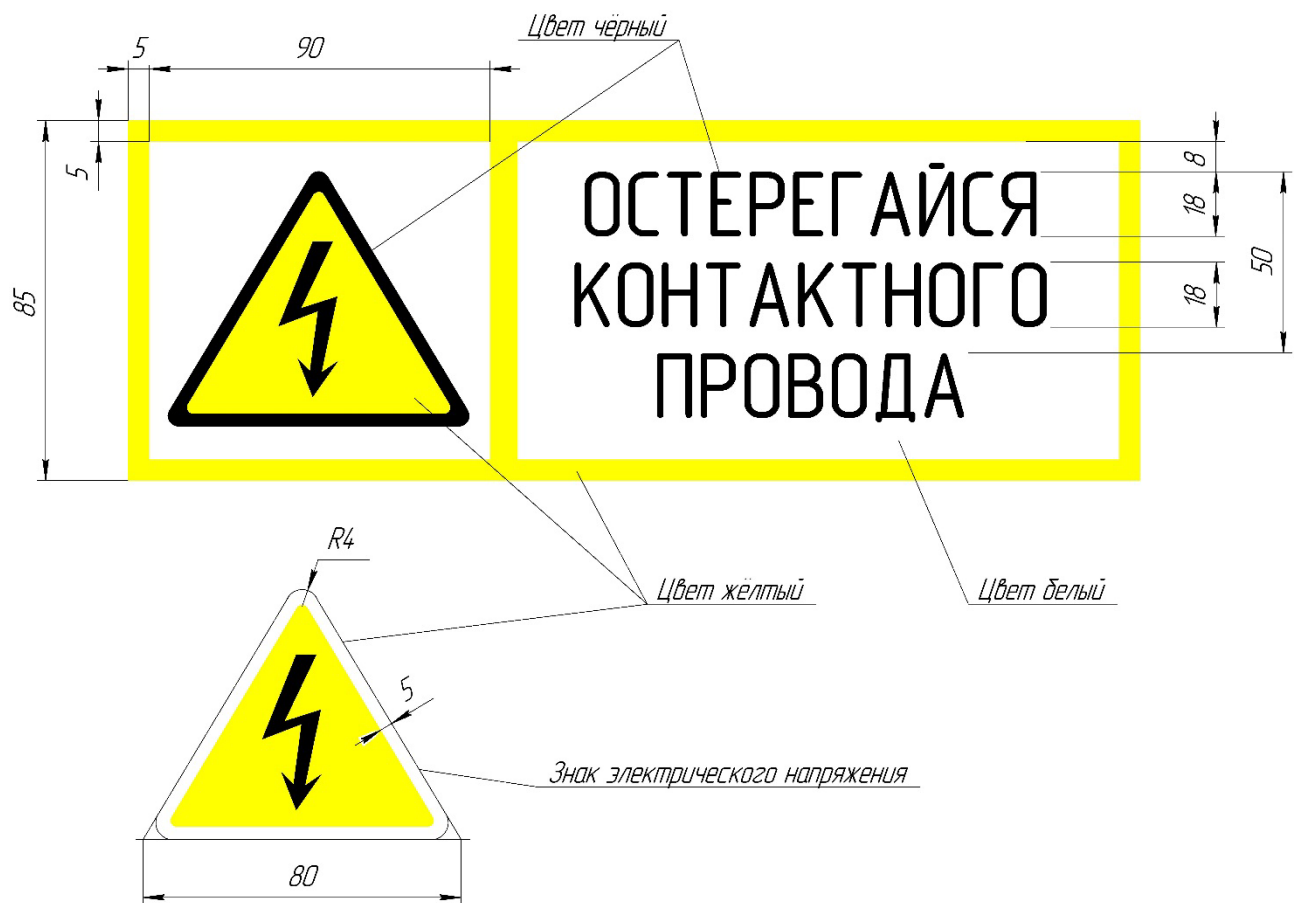 Цвет чёрный
5
90
85
5
8
18
50
18
ОСТЕРЕГАЙСЯ
КОНТАКТНОГО
ПРОВОДА
R4
Цвет жёлтый
Цвет белый
5
Знак электрического напряжения
80